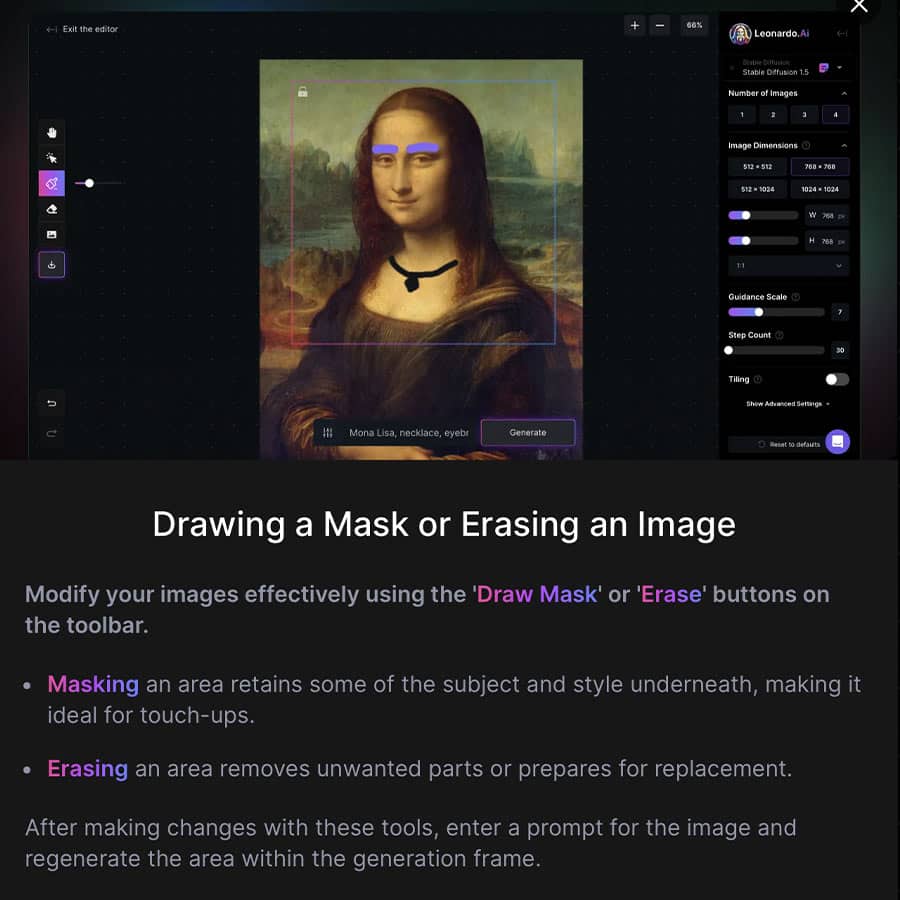 Exit the editor
66%
Leonardo.Ai
Stable Diffusion
Stable Diffusion 1.5
Number of Images
1 2 3 4
Image Dimensions
512 × 512 768 × 768
512 × 1024 1024 × 1024
W 768 px
H 768 px
1:1
Guidance Scale
7
Step Count
30
Tiling
Show Advanced Settings
Mona Lisa, necklace, eyebr
Generate
Reset to defaults
Drawing a Mask or Erasing an Image
Modify your images effectively using the 'Draw Mask' or 'Erase' buttons on
the toolbar.
• Masking an area retains some of the subject and style underneath, making it
ideal for touch-ups.
• Erasing an area removes unwanted parts or prepares for replacement.
After making changes with these tools, enter a prompt for the image and
regenerate the area within the generation frame.